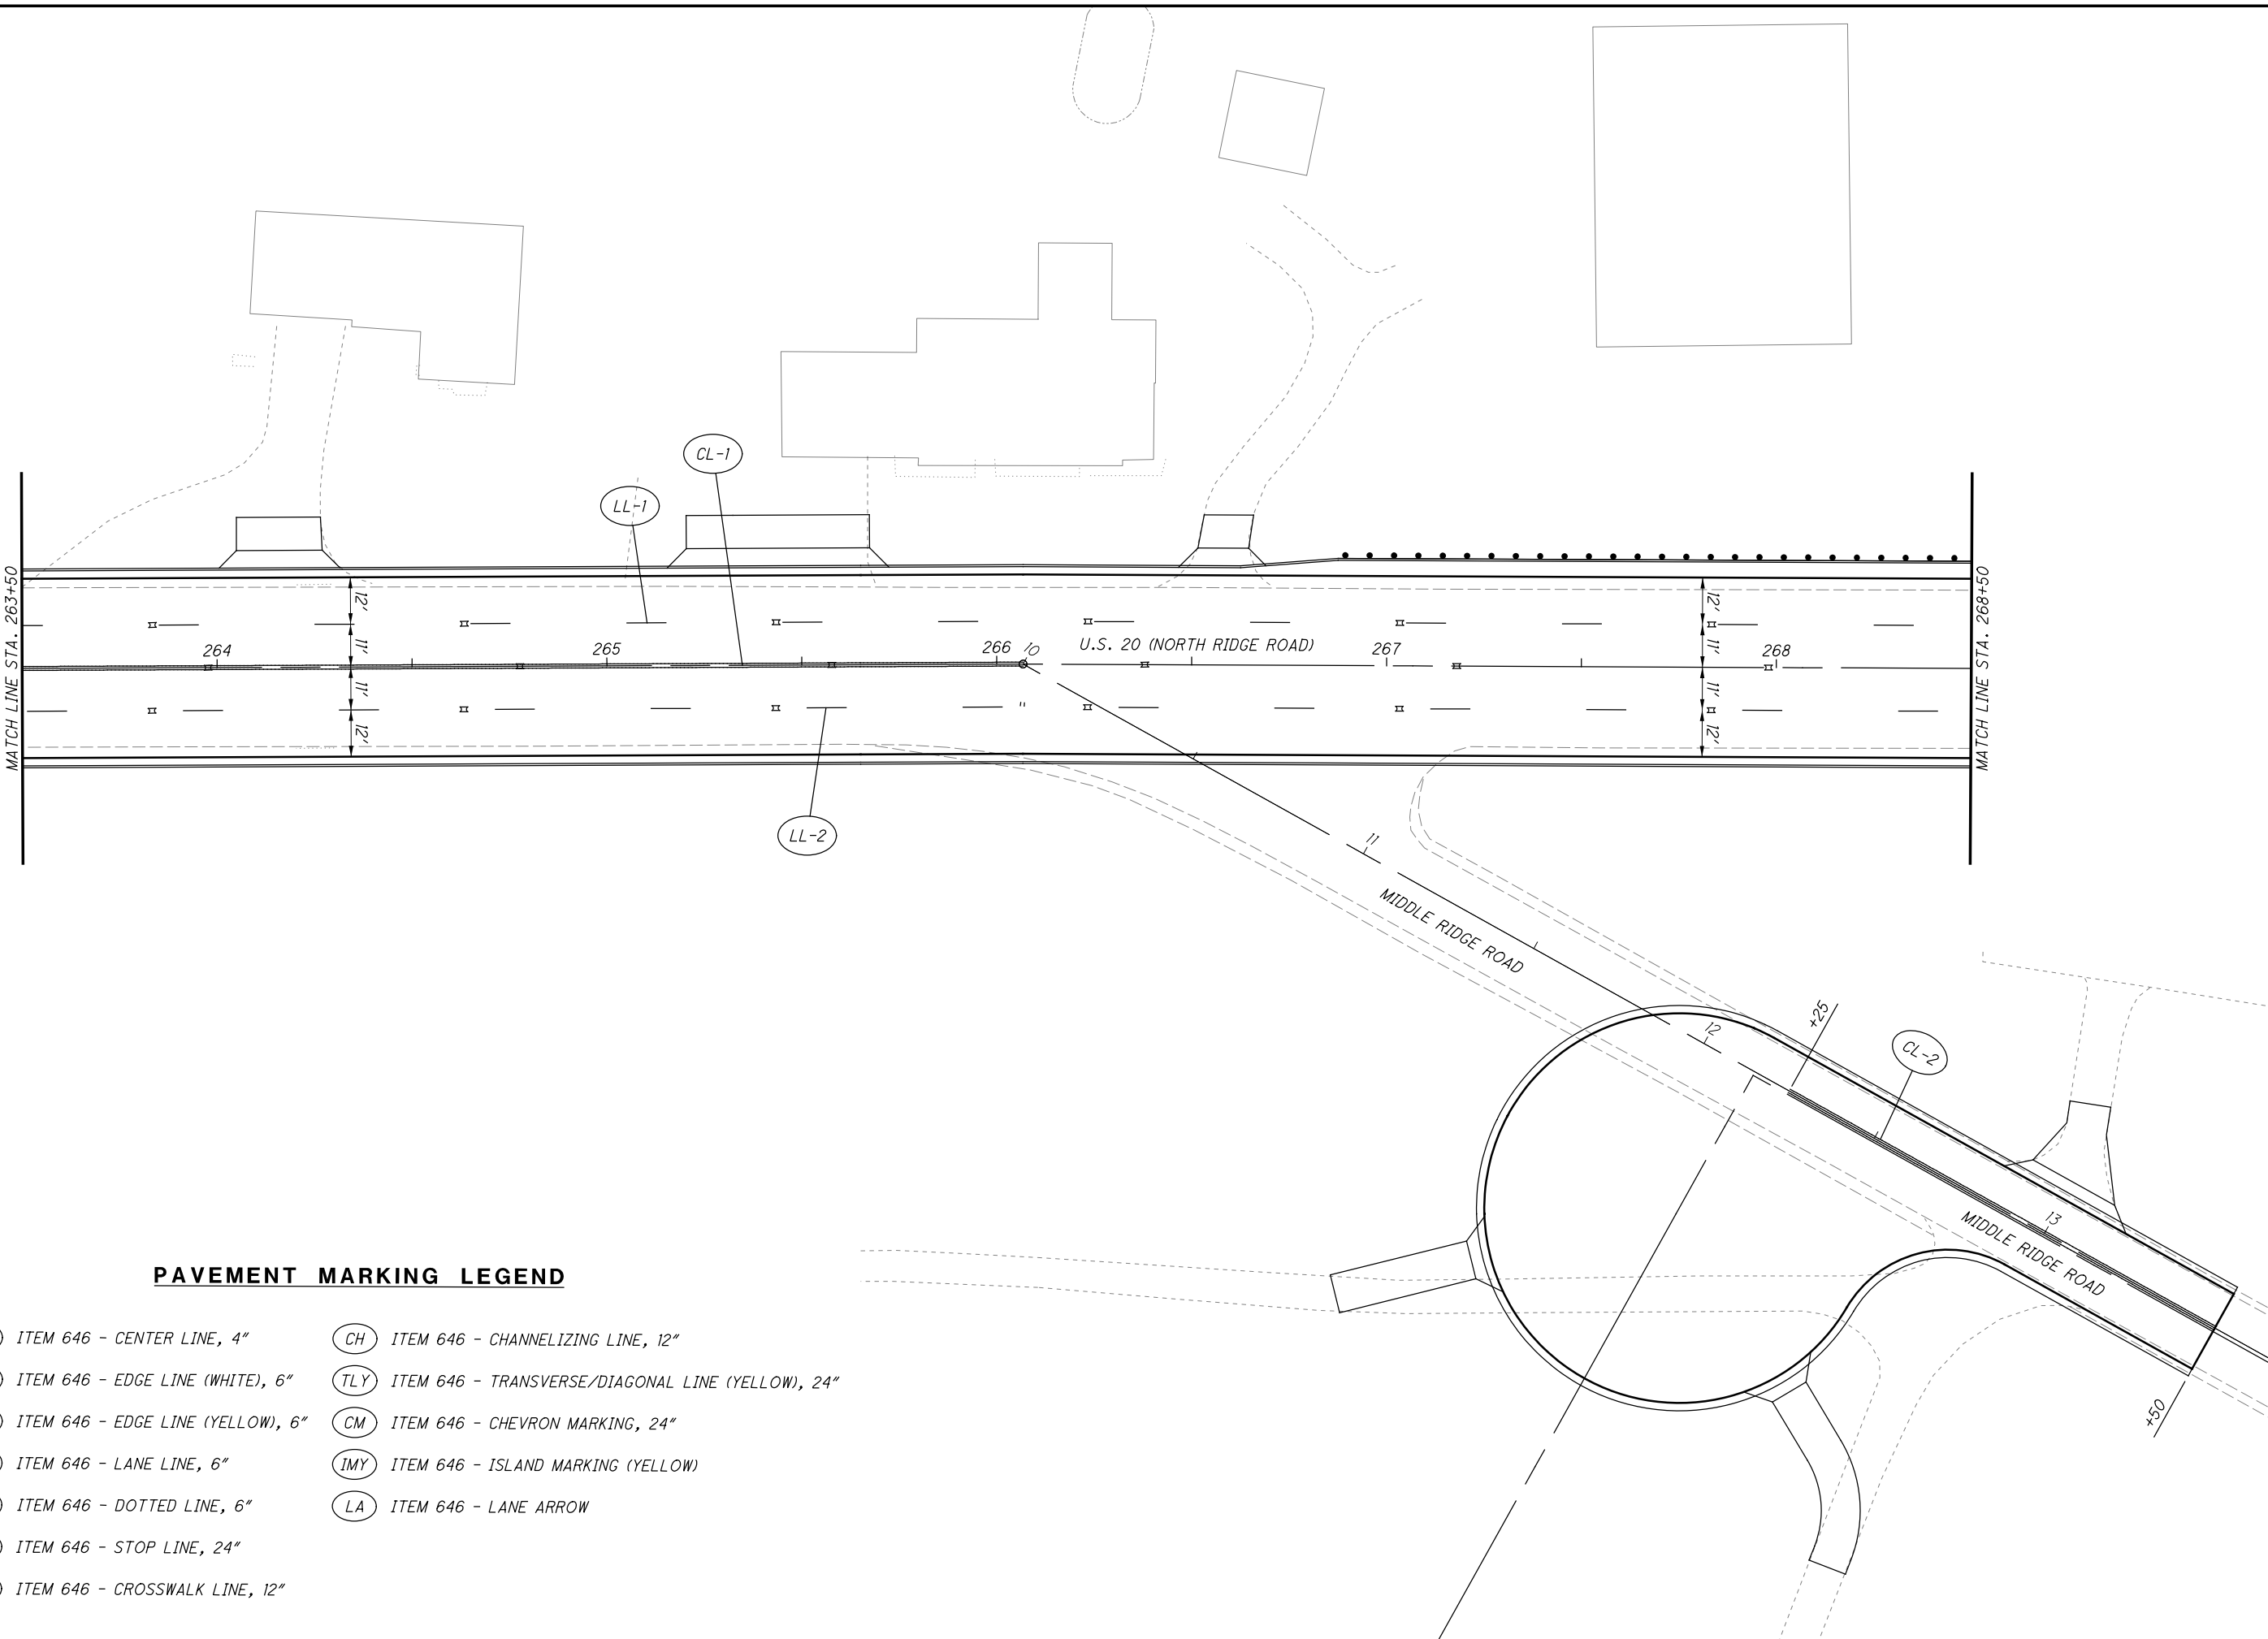 CL-1
LL-1
MATCH LINE STA. 263+50
MATCH LINE STA. 268+50
12'
11'
11'
12'
12'
11'
11'
12'
264
265
266
10
U.S. 20 (NORTH RIDGE ROAD)
267
268
LL-2
11
MIDDLE RIDGE ROAD
12
+25
CL-2
13
MIDDLE RIDGE ROAD
+50
PAVEMENT MARKING LEGEND
ITEM 646 - CENTER LINE, 4"
ITEM 646 - EDGE LINE (WHITE), 6"
ITEM 646 - EDGE LINE (YELLOW), 6"
ITEM 646 - LANE LINE, 6"
ITEM 646 - DOTTED LINE, 6"
ITEM 646 - STOP LINE, 24"
ITEM 646 - CROSSWALK LINE, 12"
CH ITEM 646 - CHANNELIZING LINE, 12"
TLY ITEM 646 - TRANSVERSE/DIAGONAL LINE (YELLOW), 24"
CM ITEM 646 - CHEVRON MARKING, 24"
IMY ITEM 646 - ISLAND MARKING (YELLOW)
LA ITEM 646 - LANE ARROW